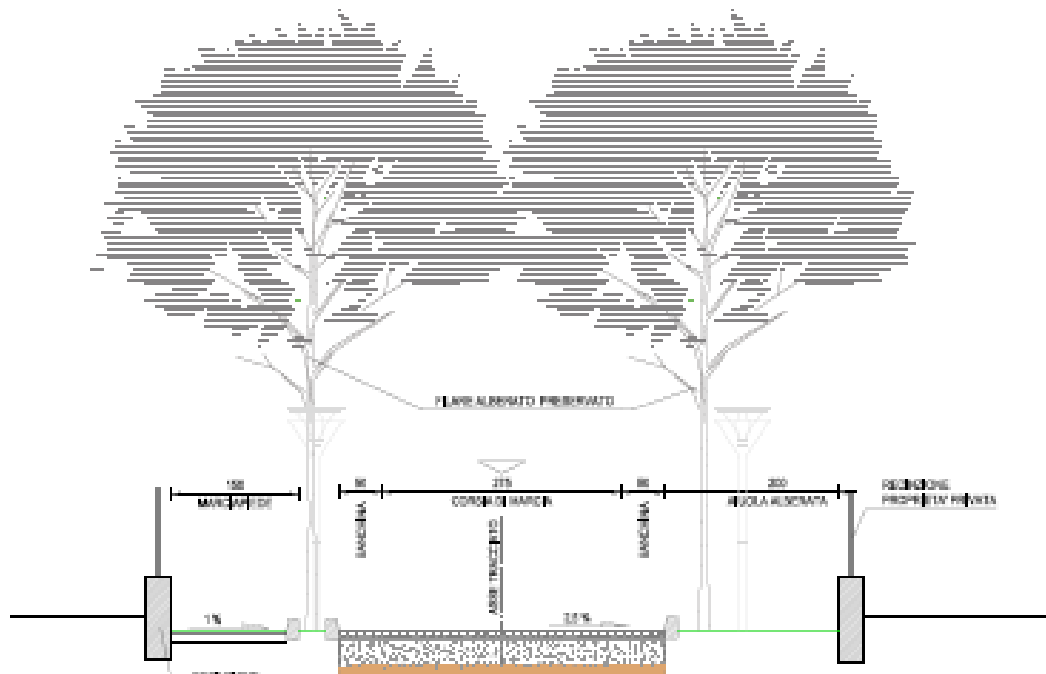 FILARE ALBERATO PRESERVATO
150
50
275
50
200
MARCIAPIEDE
BANCHINA
CORSIA DI MARCIA
BANCHINA
AIUOLA ALBERATA
RECINZIONE
PROPRIETA' PRIVATA
ASSE TRACCIATO
1%
2,5%